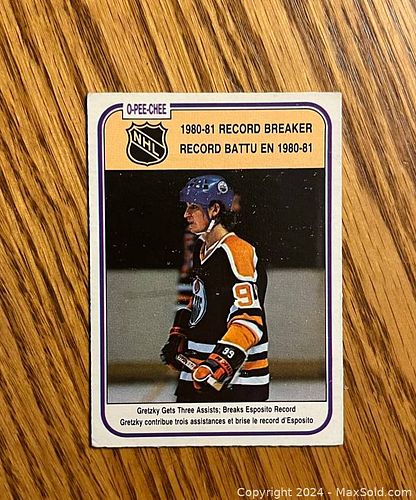 O-PEE-CHEE
NHL
1980-81 RECORD BREAKER
RECORD BATTU EN 1980-81
99
Gretzky Gets Three Assists; Breaks Esposito Record
Gretzky contribue trois assistances et brise le record d'Esposito
Copyright © 2024 - MaxSold.com